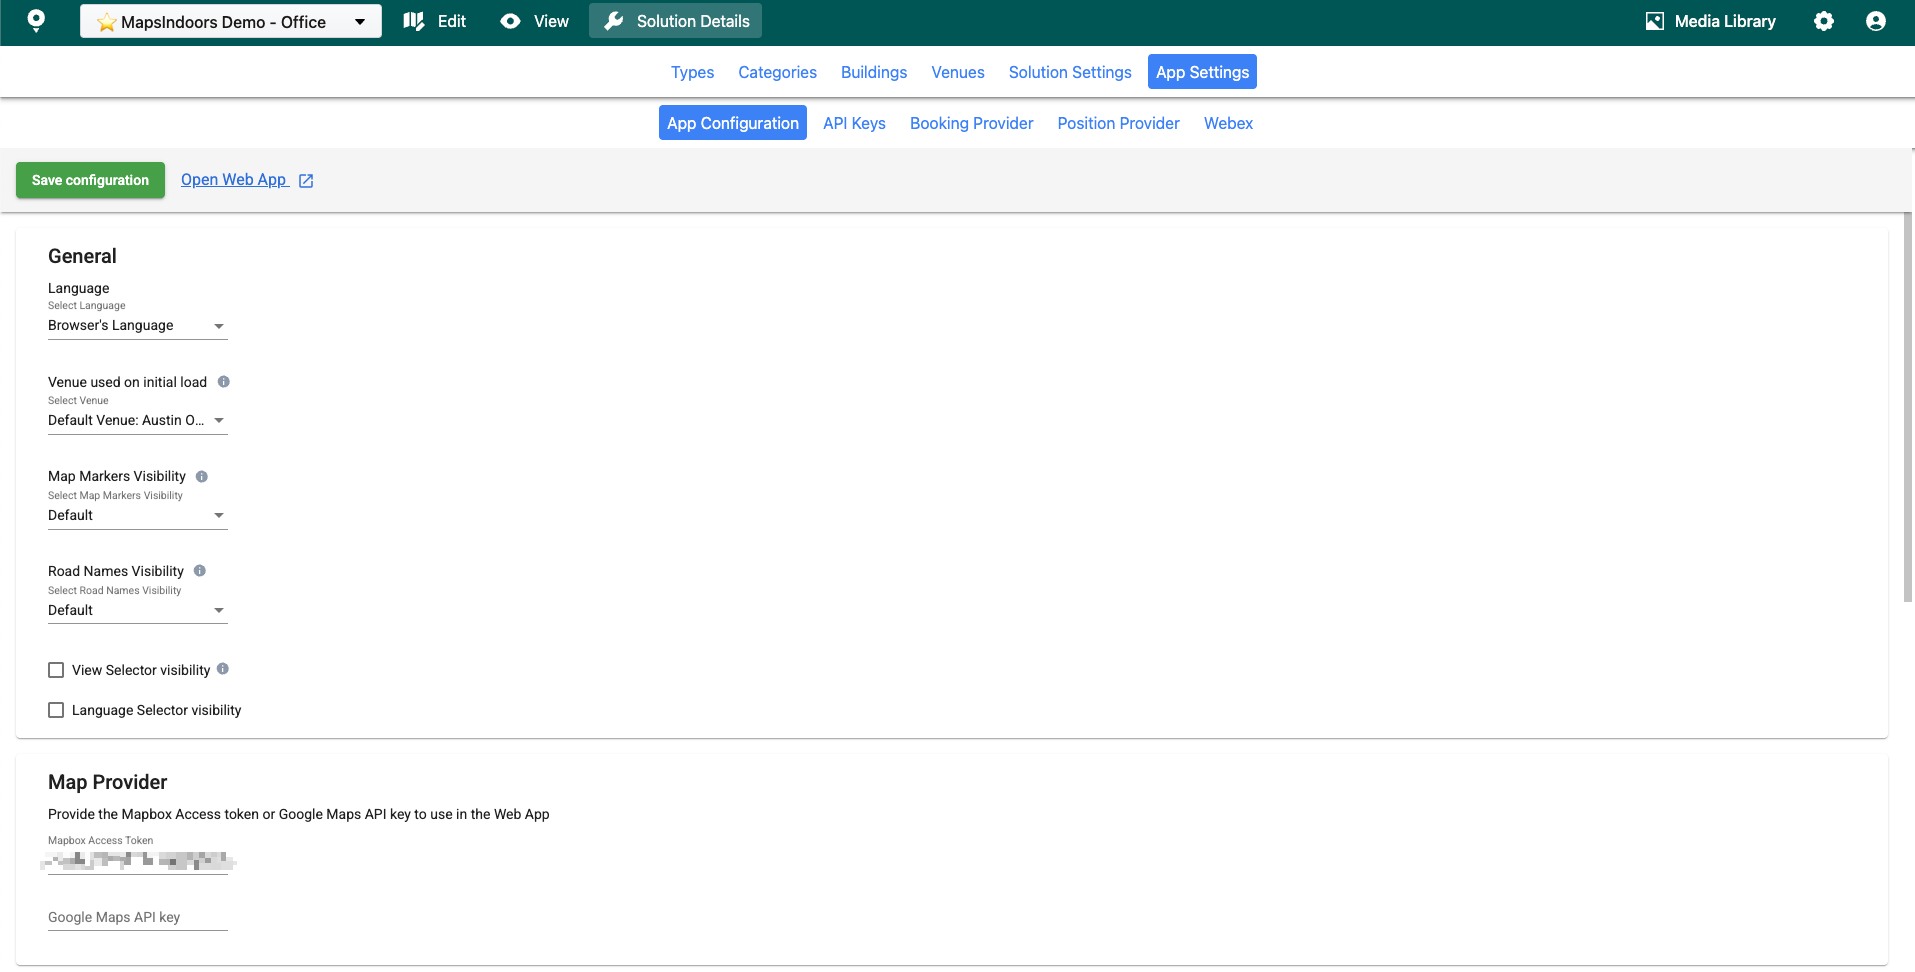 MapsIndoors Demo - Office Edit View Solution Details Media Library
Types Categories Buildings Venues Solution Settings App Settings
App Configuration API Keys Booking Provider Position Provider Webex
Save configuration Open Web App
General
Language
Select Language
Browser's Language
Venue used on initial load
Select Venue
Default Venue: Austin O...
Map Markers Visibility
Select Map Markers Visibility
Default
Road Names Visibility
Select Road Names Visibility
Default
View Selector visibility
Language Selector visibility
Map Provider
Provide the Mapbox Access token or Google Maps API key to use in the Web App
Mapbox Access Token
Google Maps API key